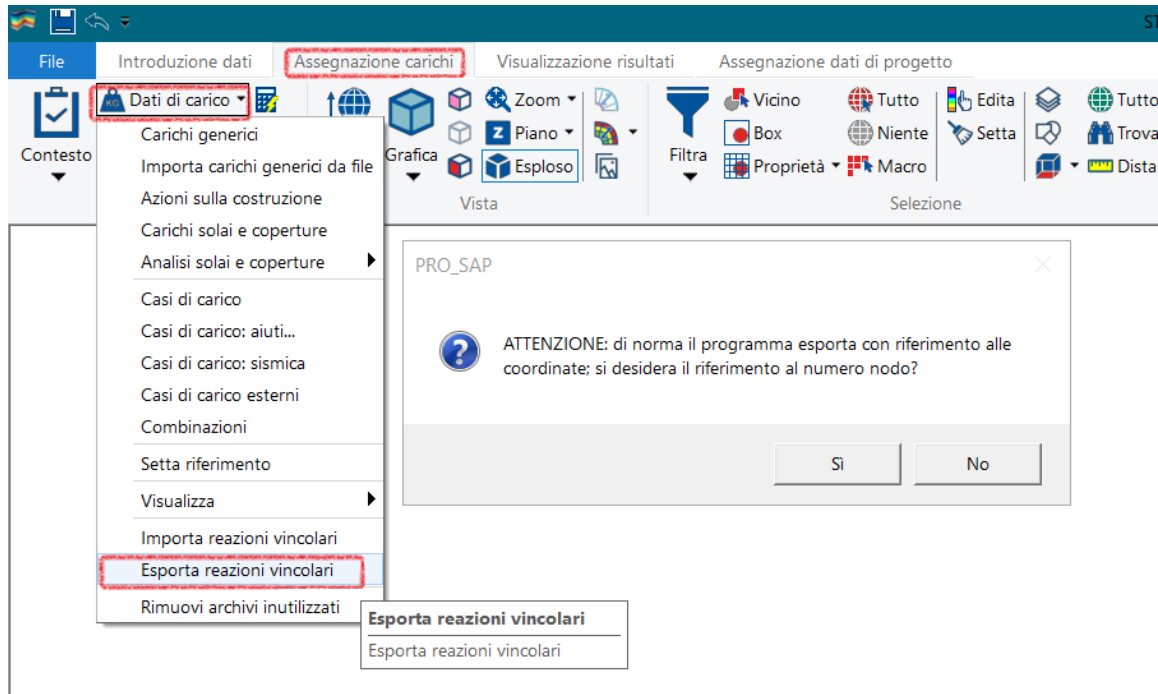 ST
File Introduzione dati Assegnazione carichi Visualizzazione risultati Assegnazione dati di progetto
KG Dati di carico
Contesto
Carichi generici
Importa carichi generici da file
Azioni sulla costruzione
Carichi solai e coperture
Analisi solai e coperture
Casi di carico
Casi di carico: aiuti...
Casi di carico: sismica
Casi di carico esterni
Combinazioni
Setta riferimento
Visualizza
Importa reazioni vincolari
Esporta reazioni vincolari
Rimuovi archivi inutilizzati
Esporta reazioni vincolari
Esporta reazioni vincolari
Grafica
Zoom
Z Piano
Esploso
Vista
Filtra
Vicino Tutto Edita Tutto
Box Niente Setta Trova
Proprietà Macro Dista
Selezione
PRO_SAP
ATTENZIONE: di norma il programma esporta con riferimento alle
coordinate; si desidera il riferimento al numero nodo?
Sì No